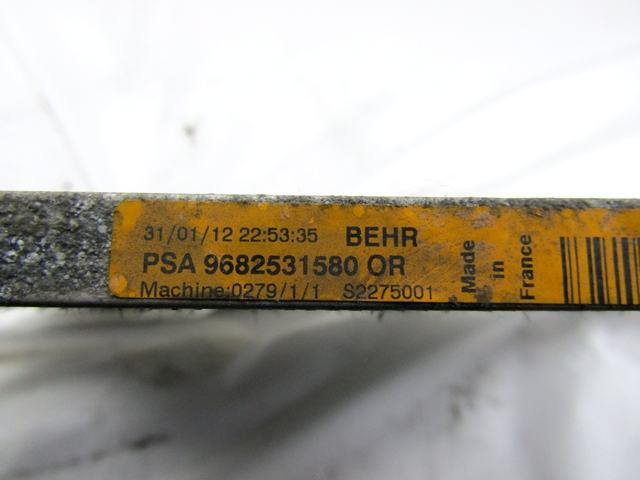 31/01/12 22:53:35 BEHR
PSA 9682531580 OR
Machine:0279/1/1 S2275001
Made
in
France